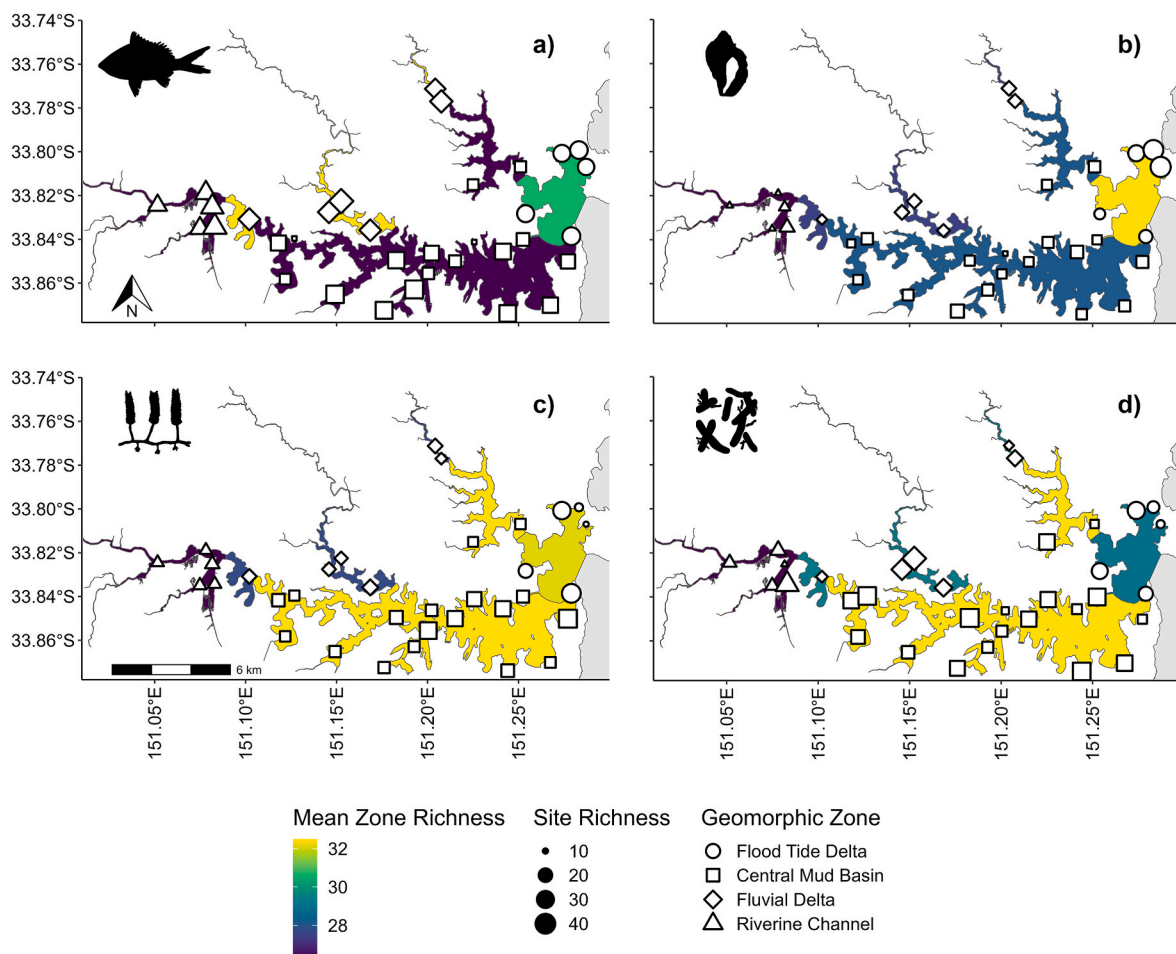 33.74°S
33.76°S
33.78°S
33.80°S
33.82°S
33.84°S
33.86°S
a)
N
b)
33.74°S
33.76°S
33.78°S
33.80°S
33.82°S
33.84°S
33.86°S
c)
6 km
d)
151.05°E
151.10°E
151.15°E
151.20°E
151.25°E
151.05°E
151.10°E
151.15°E
151.20°E
151.25°E
Mean Zone Richness
32
30
28
Site Richness
10
20
30
40
Geomorphic Zone
Flood Tide Delta
Central Mud Basin
Fluvial Delta
Riverine Channel